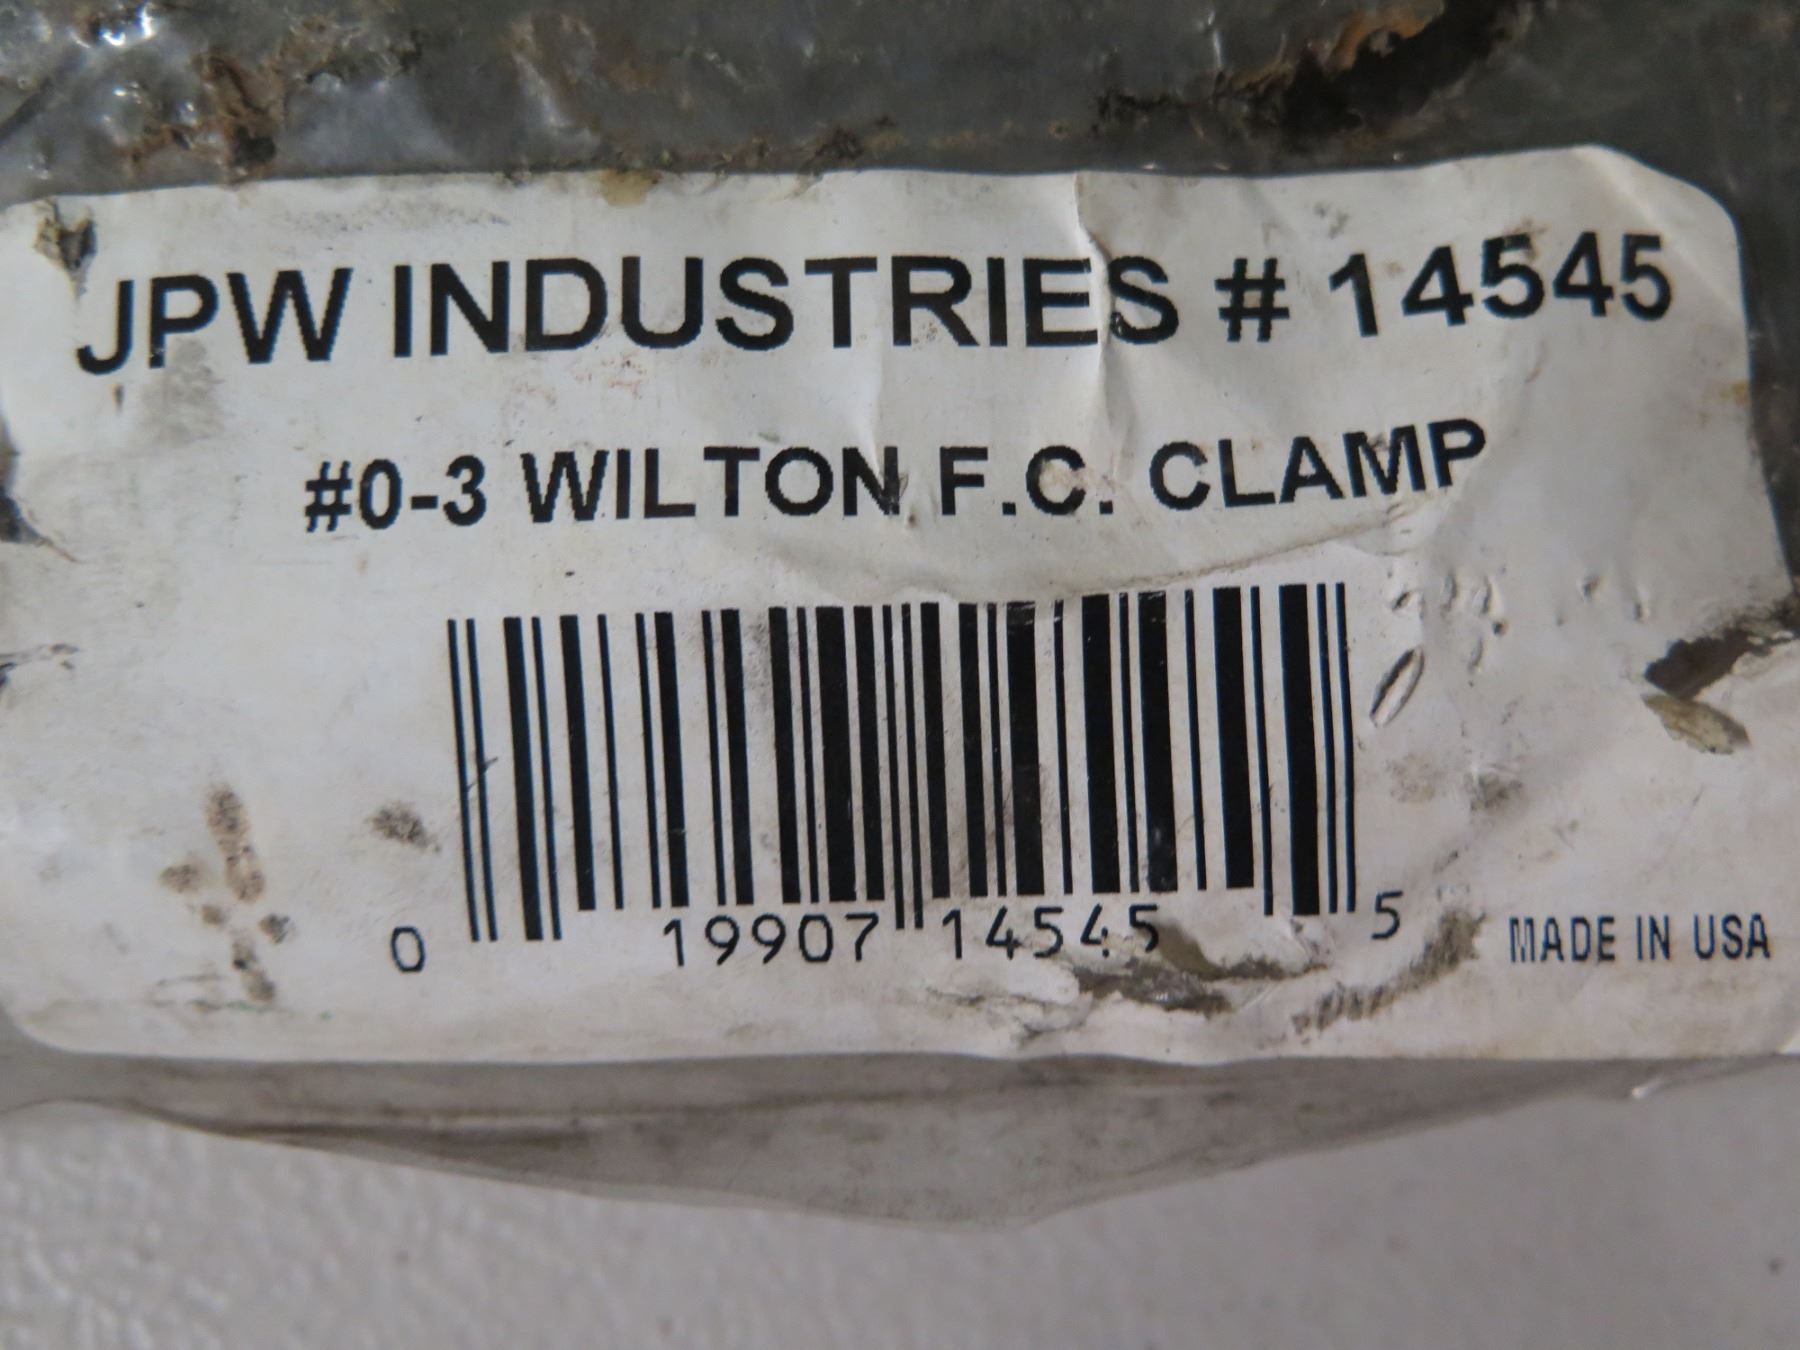 JPW INDUSTRIES # 14545
#0-3 WILTON F.C. CLAMP
0 19907 14545 5
MADE IN USA